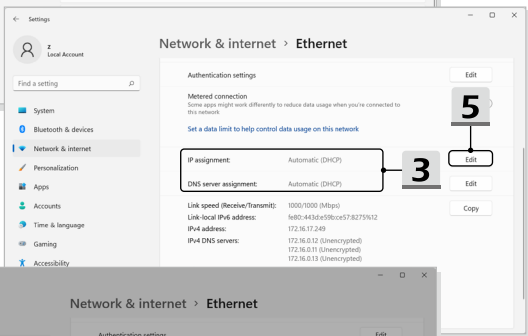 Settings
z
Local Account
Find a setting
System
Bluetooth & devices
Network & internet
Personalization
Apps
Accounts
Time & language
Gaming
Accessibility
Network & internet > Ethernet
Authentication settings Edit
Metered connection
Some apps might work differently to reduce data usage when you're connected to
this network
5
Set a data limit to help control data usage on this network
IP assignment: Automatic (DHCP) Edit
3
DNS server assignment: Automatic (DHCP) Edit
Link speed (Receive/Transmit): 1000/1000 (Mbps) Copy
Link-local IPv6 address: fe80::443d:e59b:ce57:8275%12
IPv4 address: 172.16.17.249
IPv4 DNS servers: 172.16.0.12 (Unencrypted)
172.16.0.11 (Unencrypted)
172.16.0.13 (Unencrypted)
Network & internet > Ethernet
Authentication settings Edit